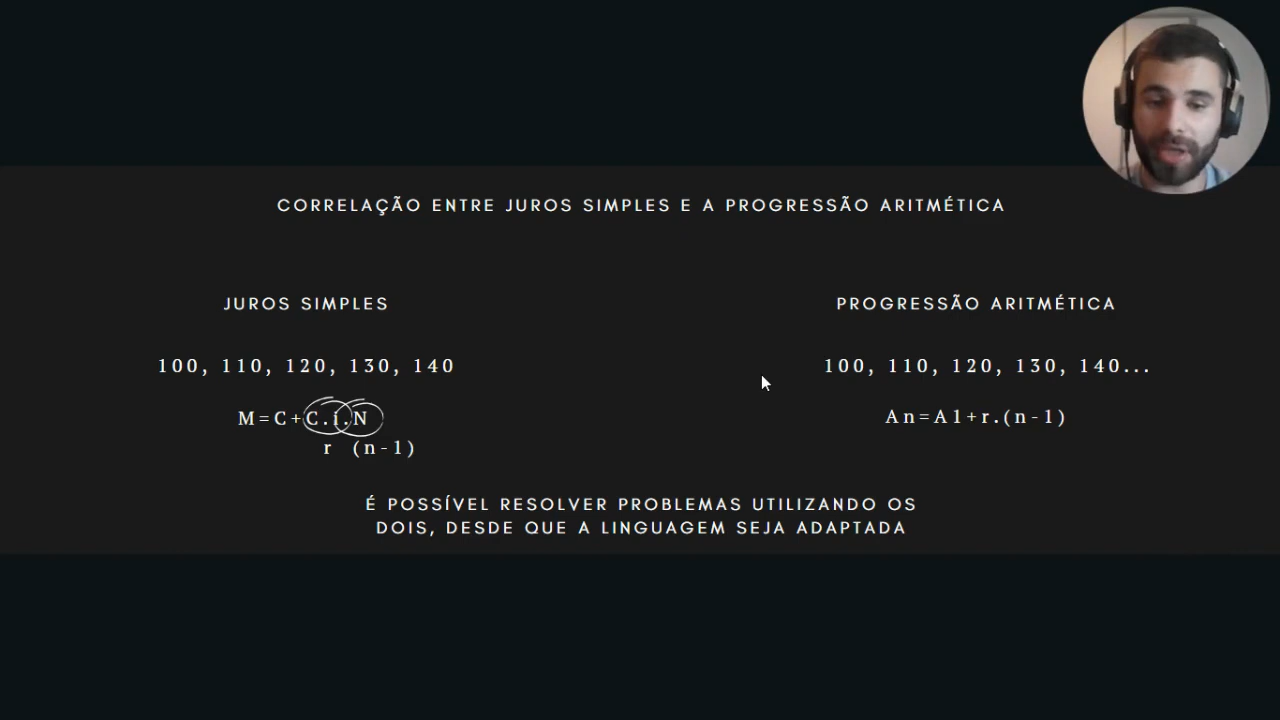 CORRELAÇÃO ENTRE JUROS SIMPLES E A PROGRESSÃO ARITMÉTICA
JUROS SIMPLES
100, 110, 120, 130, 140
M=C+C.i.N
r (n-1)
PROGRESSÃO ARITMÉTICA
100, 110, 120, 130, 140...
An=A1+r.(n-1)
É POSSÍVEL RESOLVER PROBLEMAS UTILIZANDO OS
DOIS, DESDE QUE A LINGUAGEM SEJA ADAPTADA